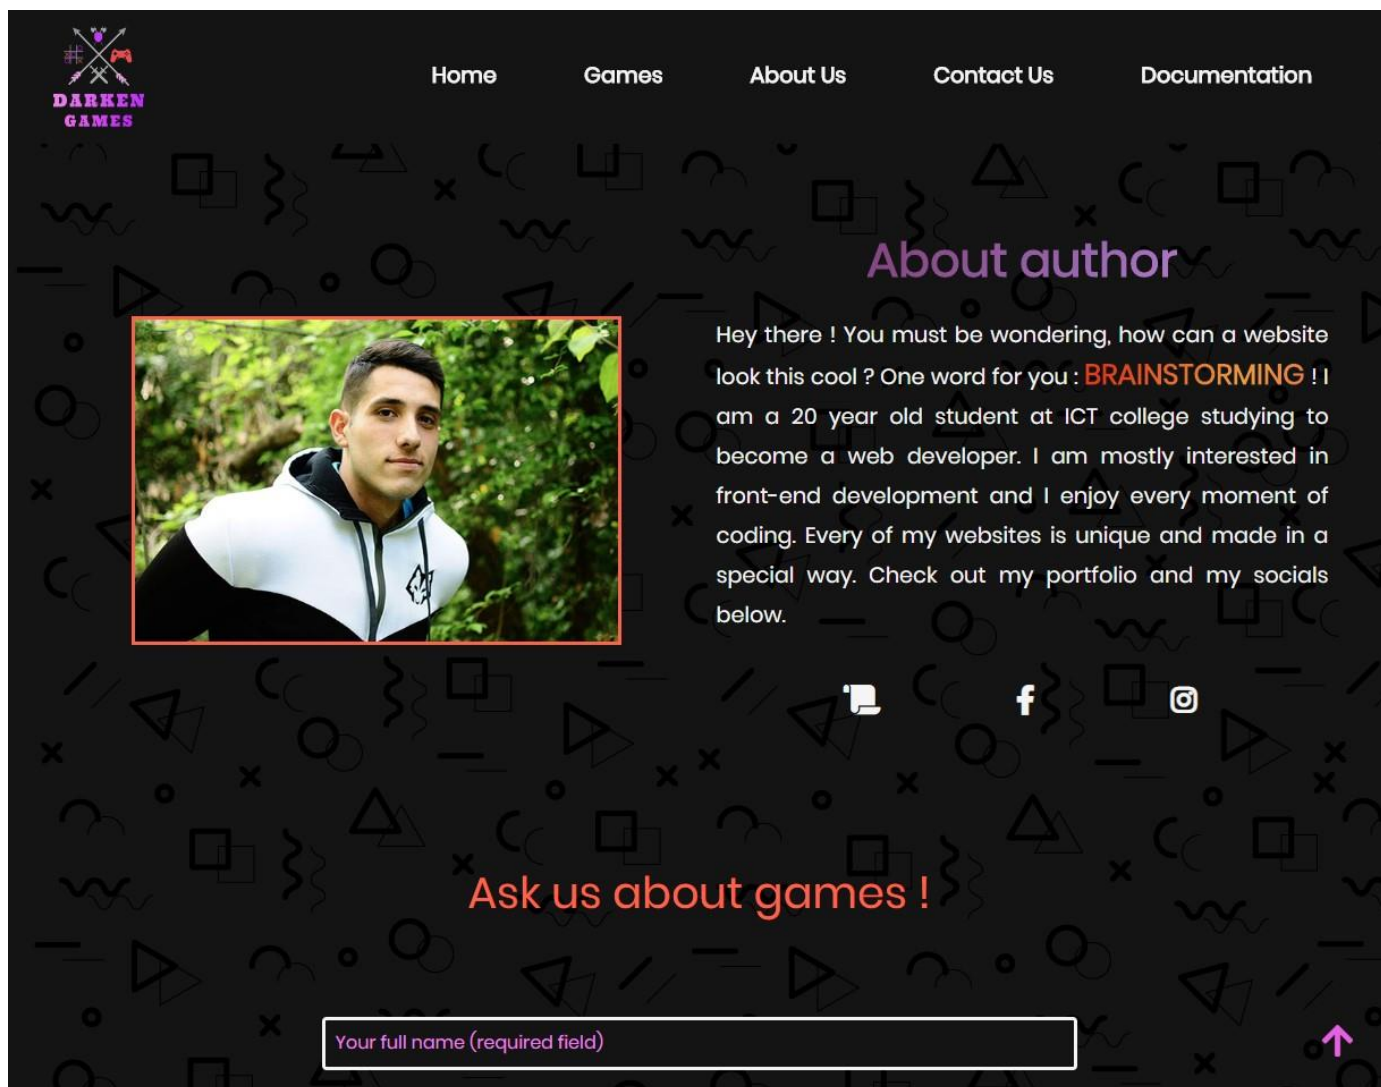 DARKEN
GAMES
Home Games About Us Contact Us Documentation
About author
Hey there ! You must be wondering, how can a website
look this cool ? One word for you : BRAINSTORMING ! I
am a 20 year old student at ICT college studying to
become a web developer. I am mostly interested in
front-end development and I enjoy every moment of
coding. Every of my websites is unique and made in a
special way. Check out my portfolio and my socials
below.
Ask us about games !
Your full name (required field)